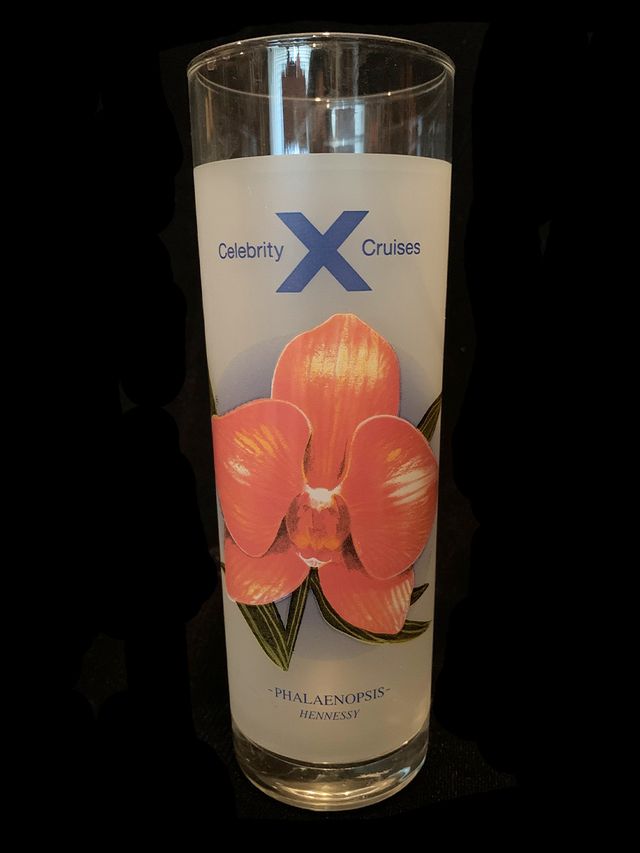 Celebrity X Cruises
~PHALAENOPSIS~
HENNESSY